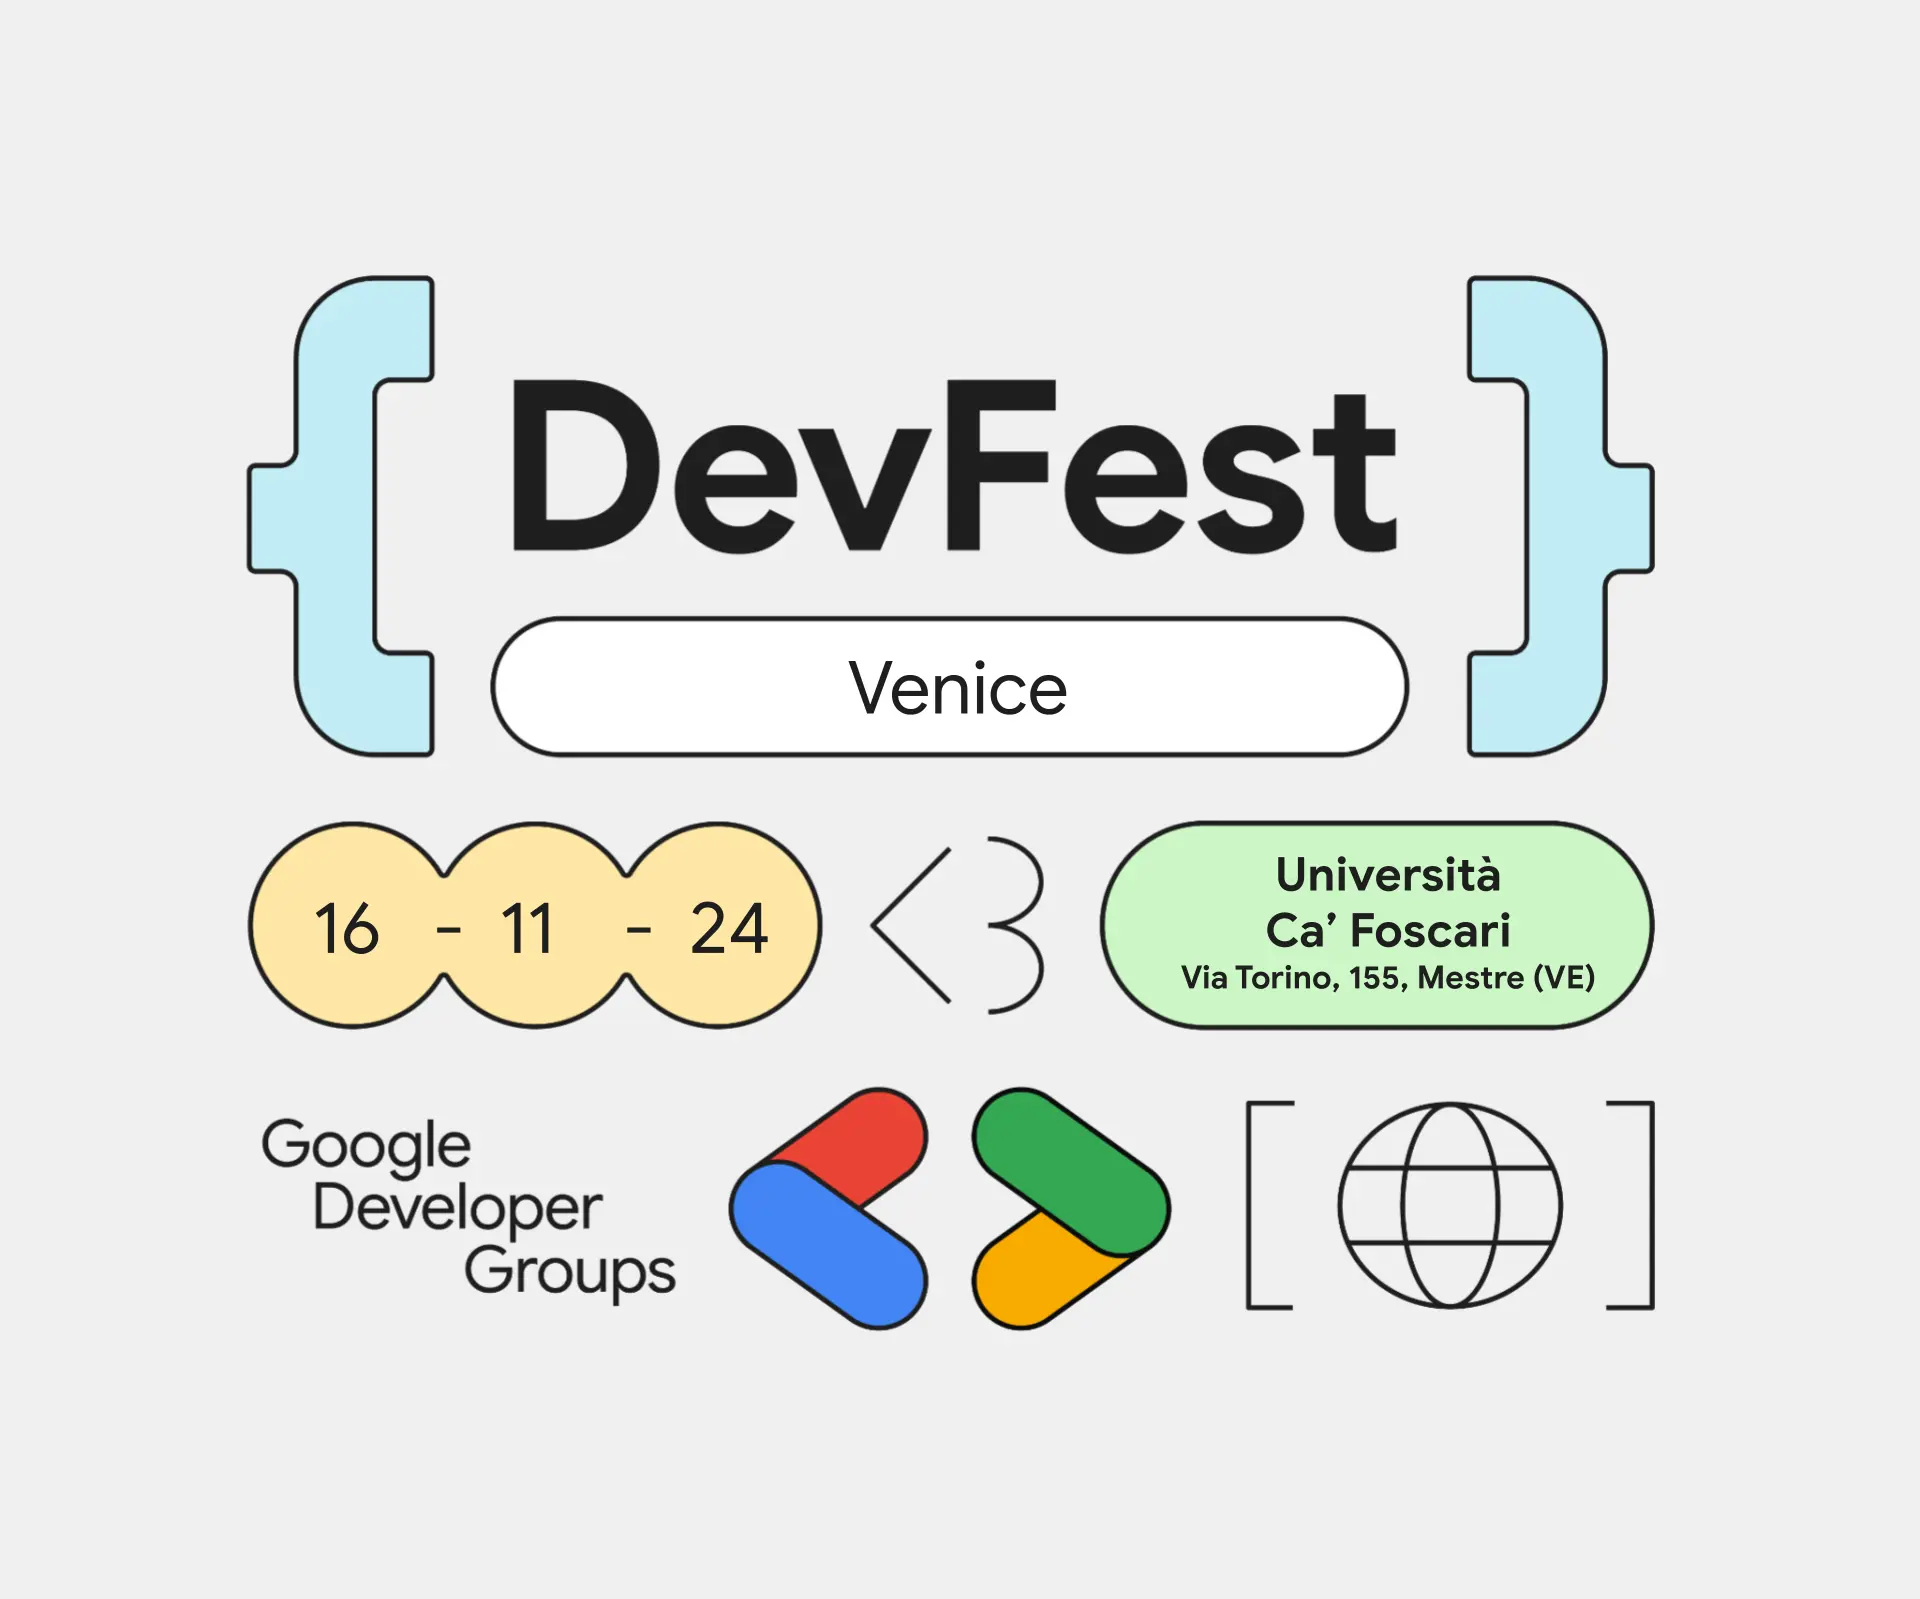 DevFest
Venice
16 - 11 - 24
<3
Università
Ca’ Foscari
Via Torino, 155, Mestre (VE)
Google
Developer
Groups